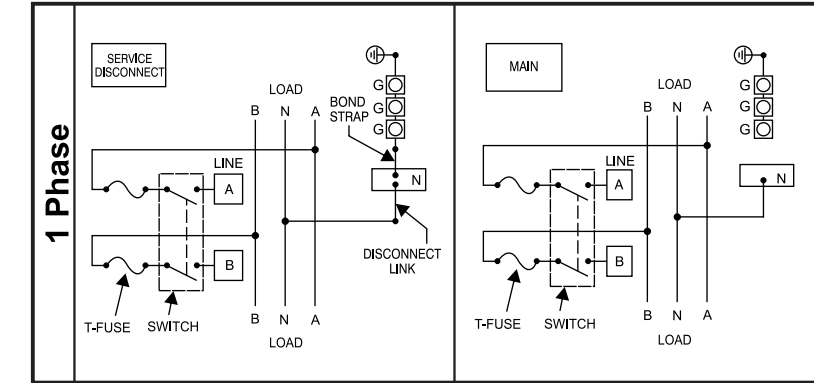 1 Phase
SERVICE
DISCONNECT
LOAD
B N A
BOND
STRAP
G
G
G
LINE
A
N
B
DISCONNECT
LINK
T-FUSE
SWITCH
B N A
LOAD
MAIN
LOAD
B N A
G
G
G
LINE
A
N
B
T-FUSE
SWITCH
B N A
LOAD